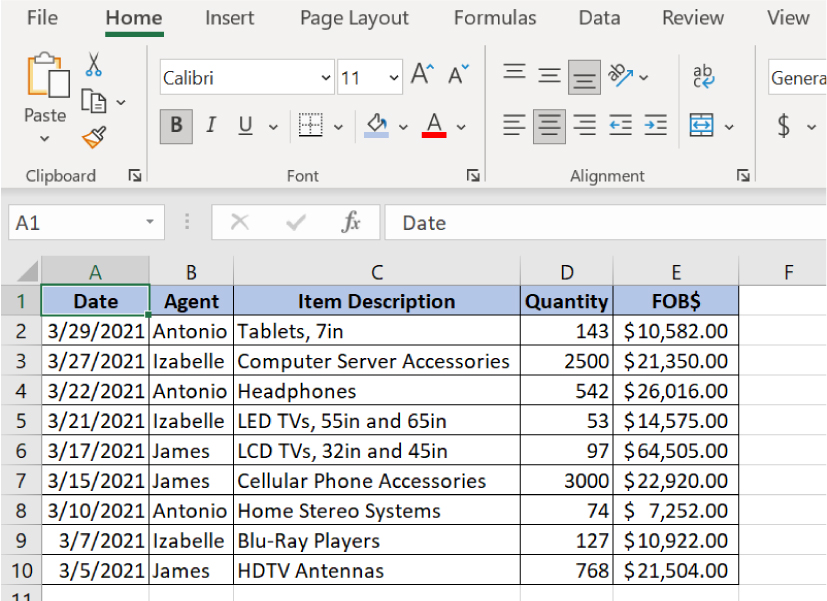 File Home Insert Page Layout Formulas Data Review View
Calibri 11 A A ab Genera
Paste B I U A c $
Clipboard Font Alignment
A1 fx Date
A B C D E F
1 Date Agent Item Description Quantity FOB$
2 3/29/2021 Antonio Tablets, 7in 143 $10,582.00
3 3/27/2021 Izabelle Computer Server Accessories 2500 $21,350.00
4 3/22/2021 Antonio Headphones 542 $26,016.00
5 3/21/2021 Izabelle LED TVs, 55in and 65in 53 $14,575.00
6 3/17/2021 James LCD TVs, 32in and 45in 97 $64,505.00
7 3/15/2021 James Cellular Phone Accessories 3000 $22,920.00
8 3/10/2021 Antonio Home Stereo Systems 74 $ 7,252.00
9 3/7/2021 Izabelle Blu-Ray Players 127 $10,922.00
10 3/5/2021 James HDTV Antennas 768 $21,504.00
11